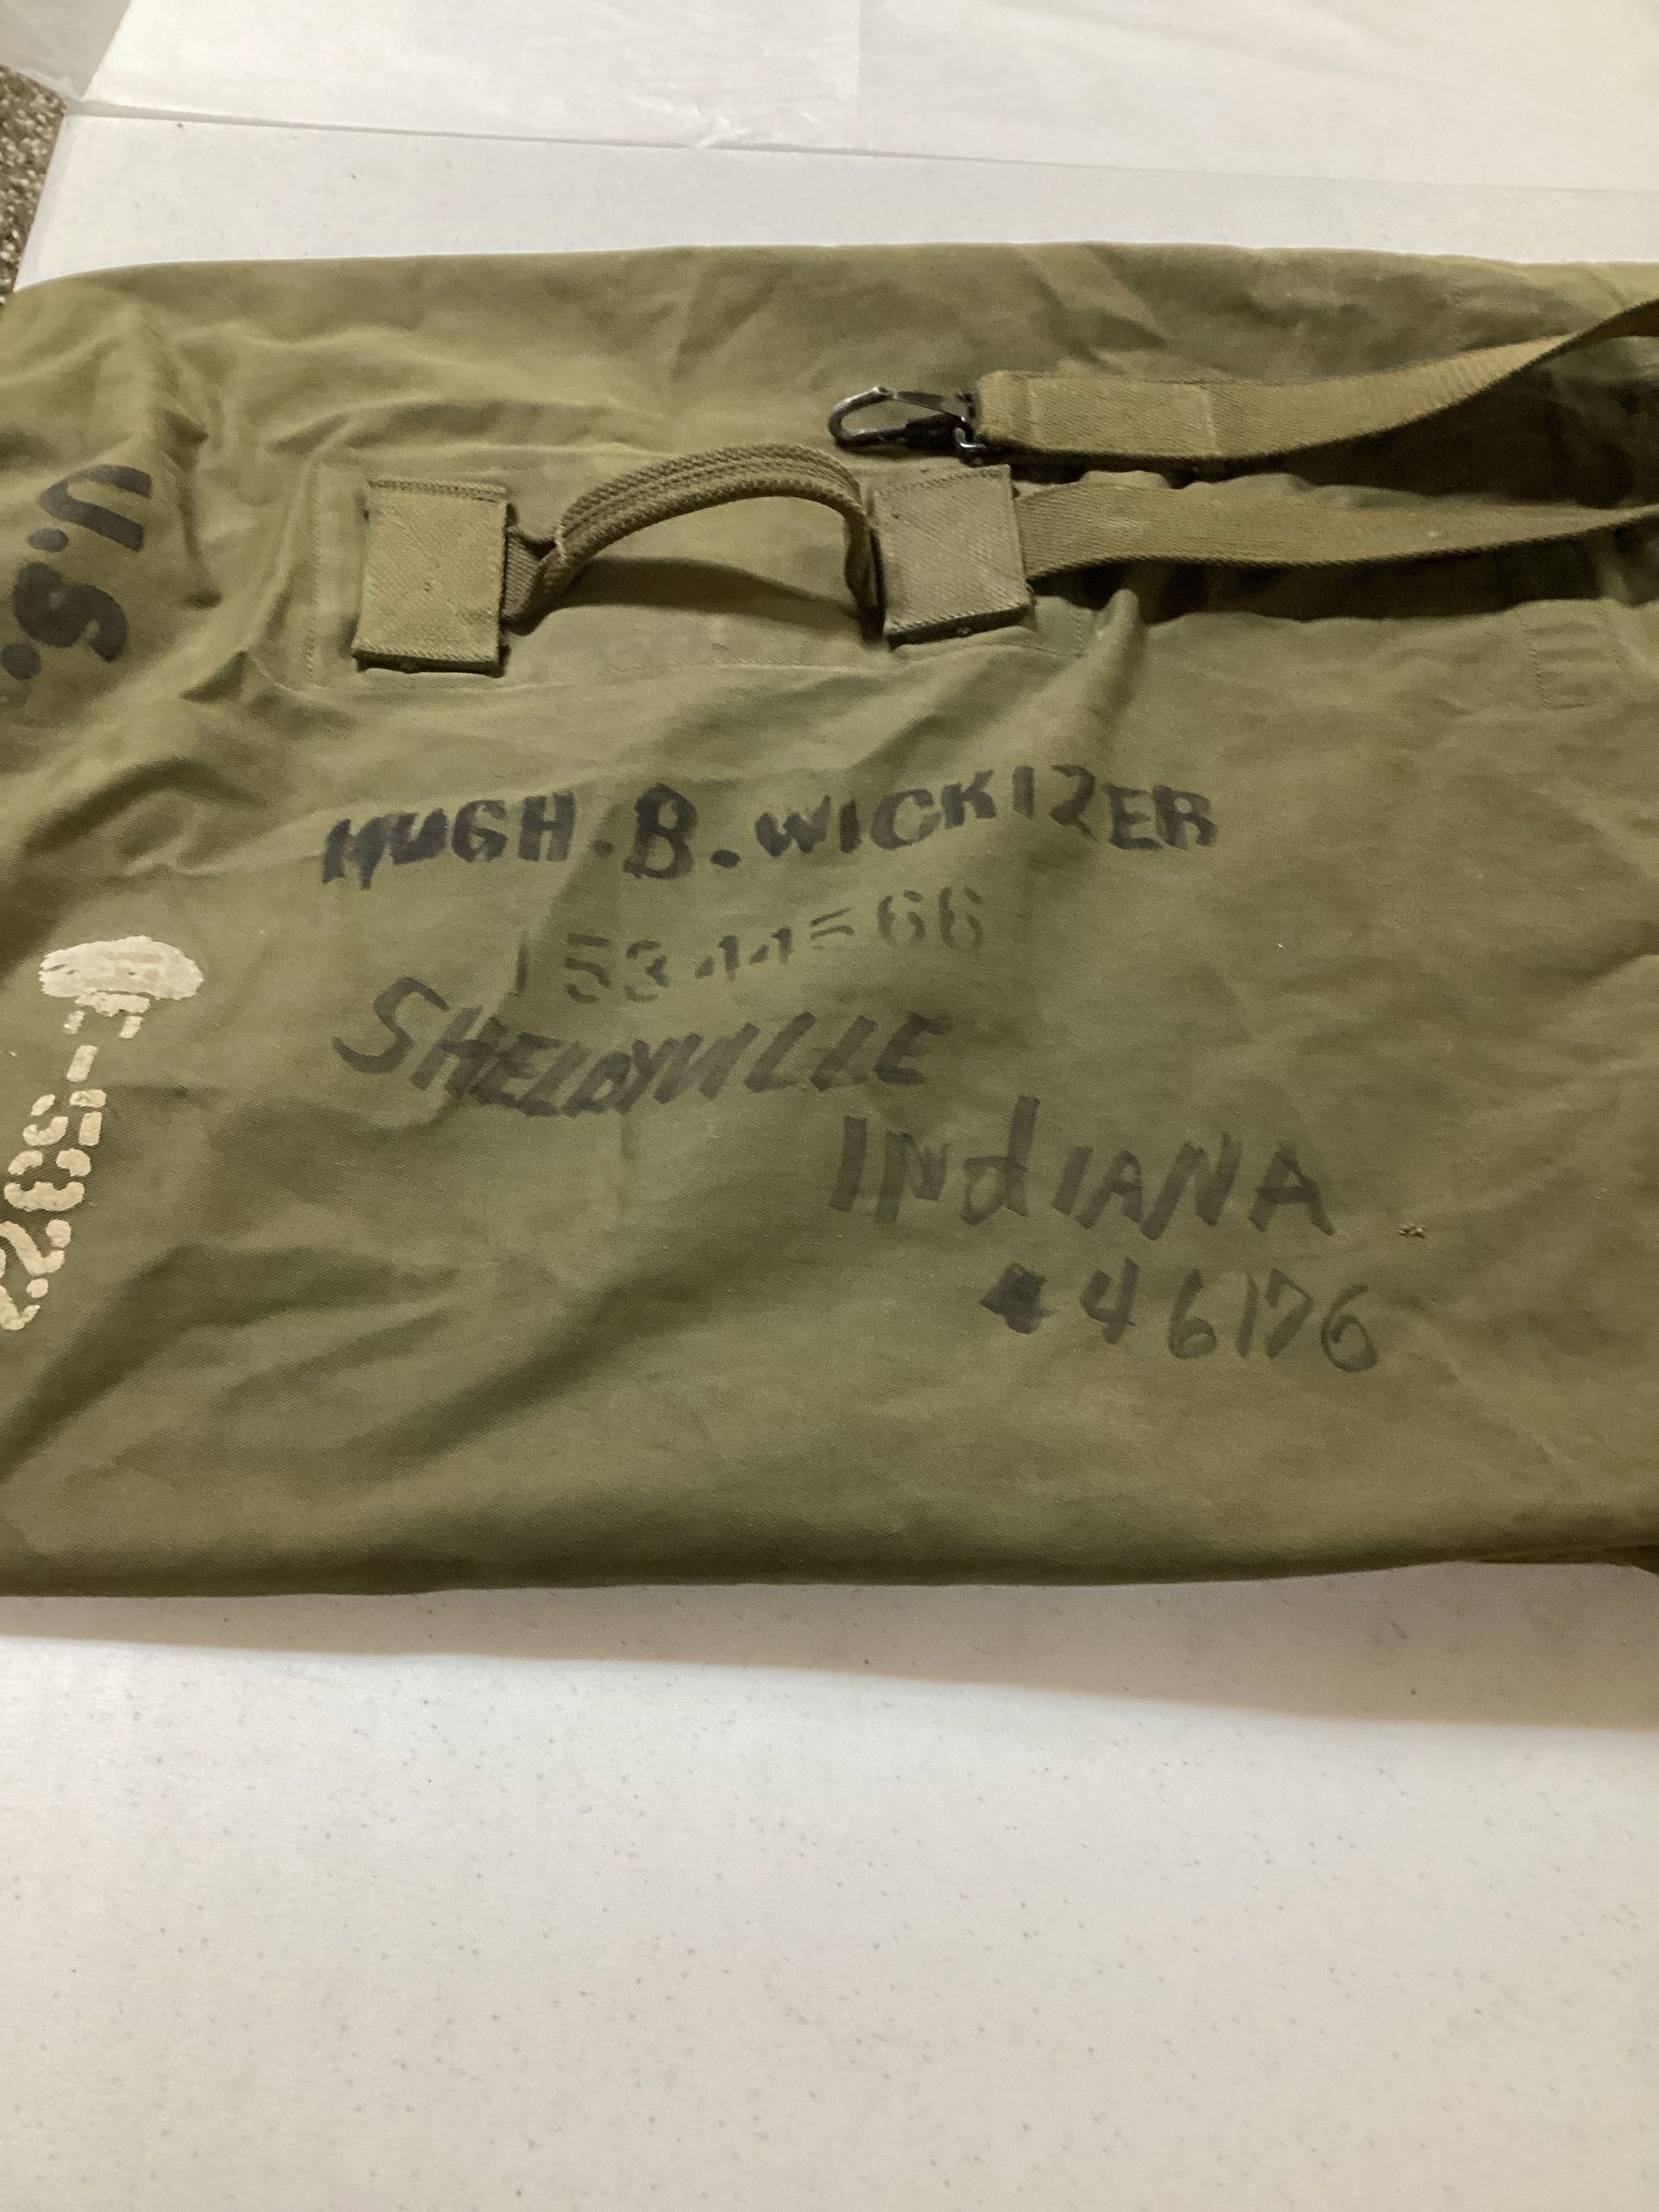 U.S.
HUGH.B.WICKIZER
15344566
SHELBYVILLE
INdIANA
46176